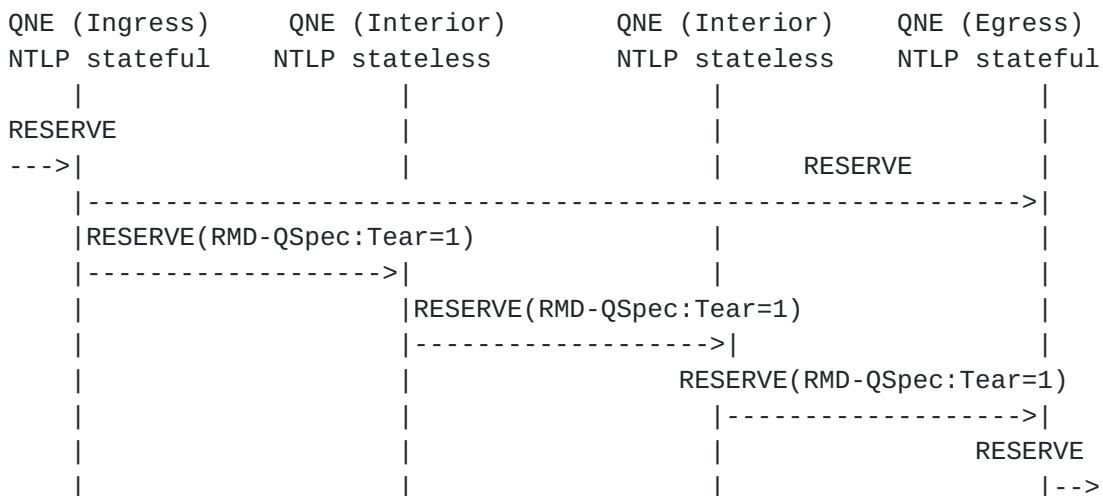 QNE (Ingress)     QNE (Interior)       QNE (Interior)     QNE (Egress)
NTLP stateful    NTLP stateless        NTLP stateless    NTLP stateful
    |                    |                   |                    |
RESERVE                  |                   |                    |
--->|                    |                   |     RESERVE        |
    |------------------------------------------------------------>|
    |RESERVE(RMD-QSpec:Tear=1)               |                    |
    |------------------->|                   |                    |
    |                    |RESERVE(RMD-QSpec:Tear=1)               |
    |                    |------------------->|                   |
    |                    |                 RESERVE(RMD-QSpec:Tear=1)
    |                    |                   |------------------->|
    |                    |                   |                RESERVE
    |                    |                   |                    |-->